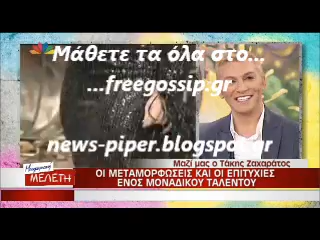 Μάθετε τα όλα στο...
...freegossip.gr
news-piper.blogspot.gr
Μαζί μας ο Τάκης Ζαχαράτος
Μεσημεριανή
ΜΕΛΕΤΗ
ΟΙ ΜΕΤΑΜΟΡΦΩΣΕΙΣ ΚΑΙ ΟΙ ΕΠΙΤΥΧΙΕΣ
ΕΝΟΣ ΜΟΝΑΔΙΚΟΥ ΤΑΛΕΝΤΟΥ